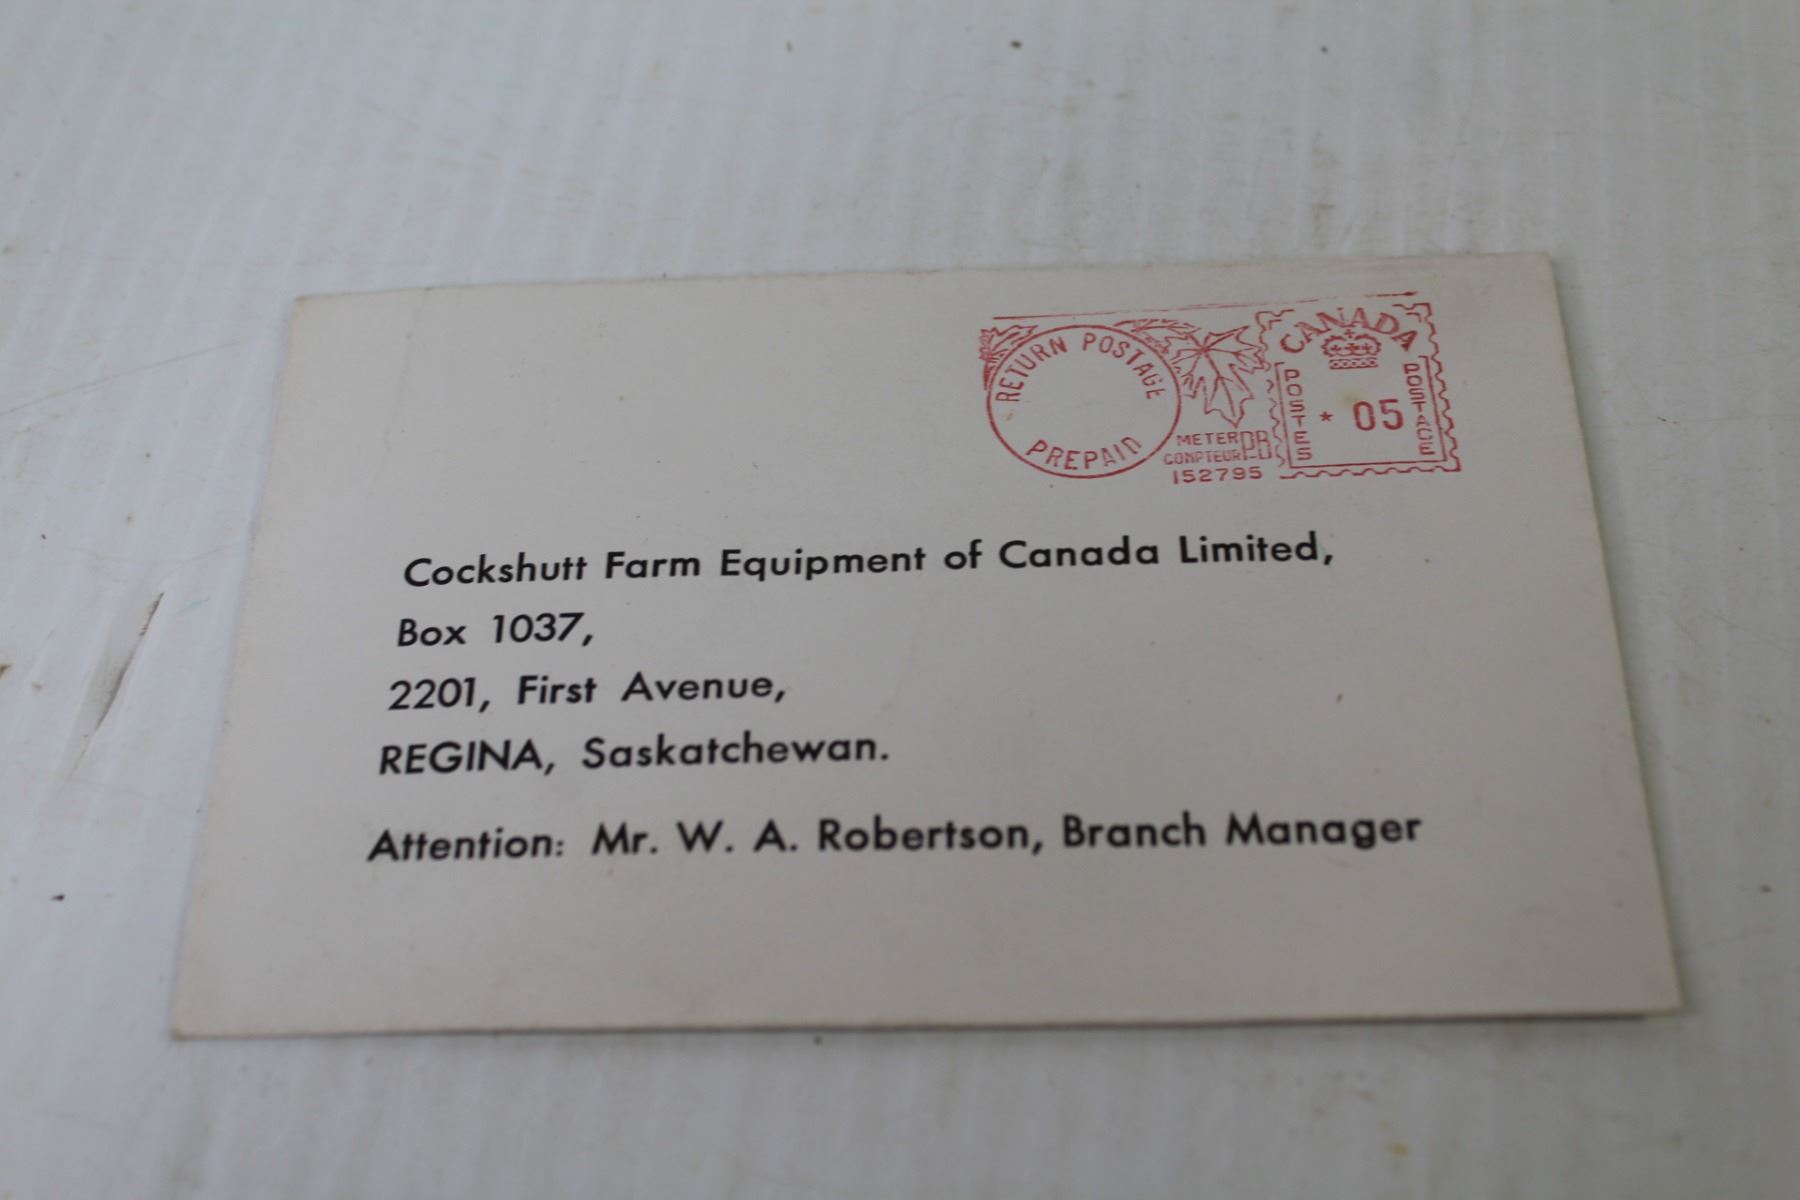 RETURN POSTAGE
PREPAID
METER PB
COMPTEUR
152795
CANADA
POSTES
* 05
POSTAGE
Cockshutt Farm Equipment of Canada Limited,
Box 1037,
2201, First Avenue,
REGINA, Saskatchewan.
Attention: Mr. W. A. Robertson, Branch Manager